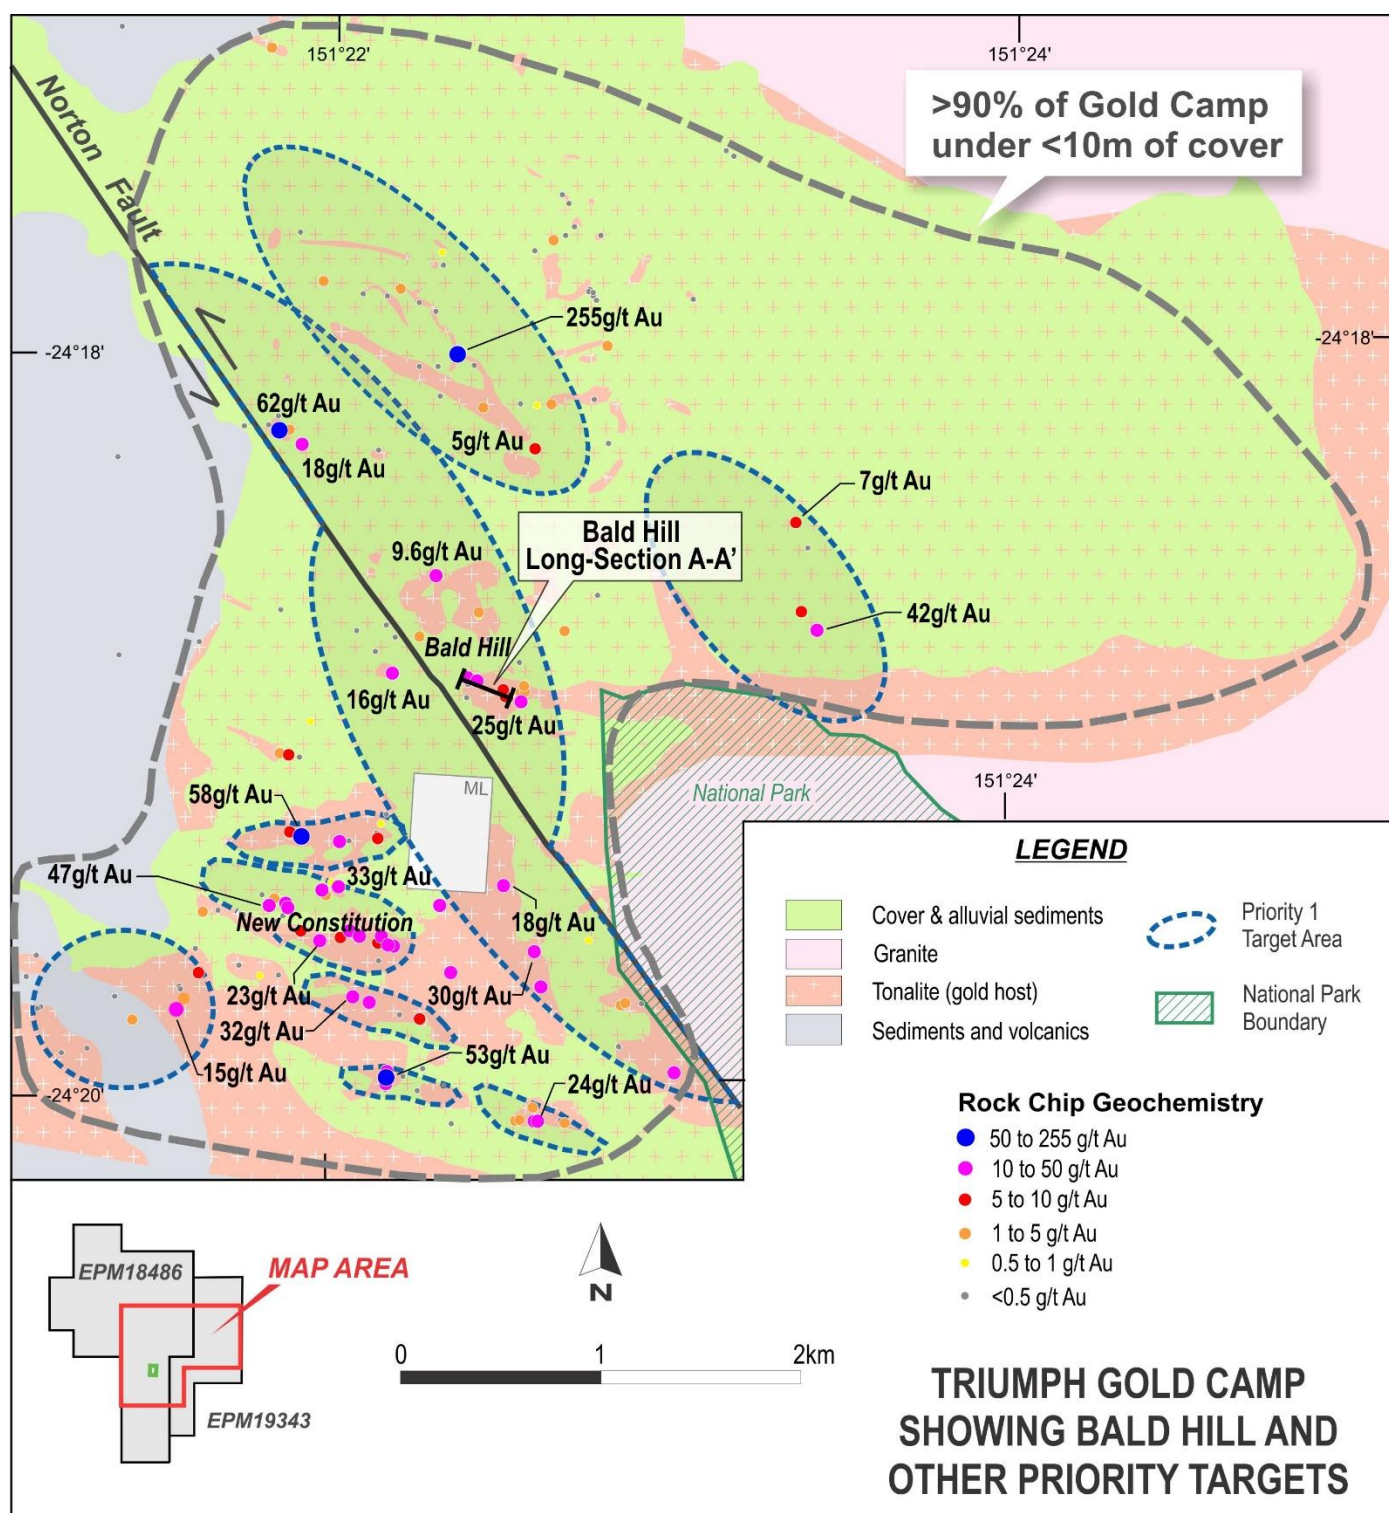 151°22'
151°24'
Norton Fault
>90% of Gold Camp
under <10m of cover
255g/t Au
-24°18'
-24°18'
62g/t Au
18g/t Au
5g/t Au
7g/t Au
Bald Hill
Long-Section A-A’
9.6g/t Au
42g/t Au
Bald Hill
16g/t Au
25g/t Au
ML
National Park
151°24'
58g/t Au
33g/t Au
47g/t Au
New Constitution
18g/t Au
23g/t Au
30g/t Au
32g/t Au
53g/t Au
15g/t Au
24g/t Au
-24°20'
LEGEND
Cover & alluvial sediments
Granite
Tonalite (gold host)
Sediments and volcanics
Priority 1
Target Area
National Park
Boundary
Rock Chip Geochemistry
50 to 255 g/t Au
10 to 50 g/t Au
5 to 10 g/t Au
1 to 5 g/t Au
0.5 to 1 g/t Au
<0.5 g/t Au
EPM18486
MAP AREA
EPM19343
N
0 1 2km
TRIUMPH GOLD CAMP
SHOWING BALD HILL AND
OTHER PRIORITY TARGETS